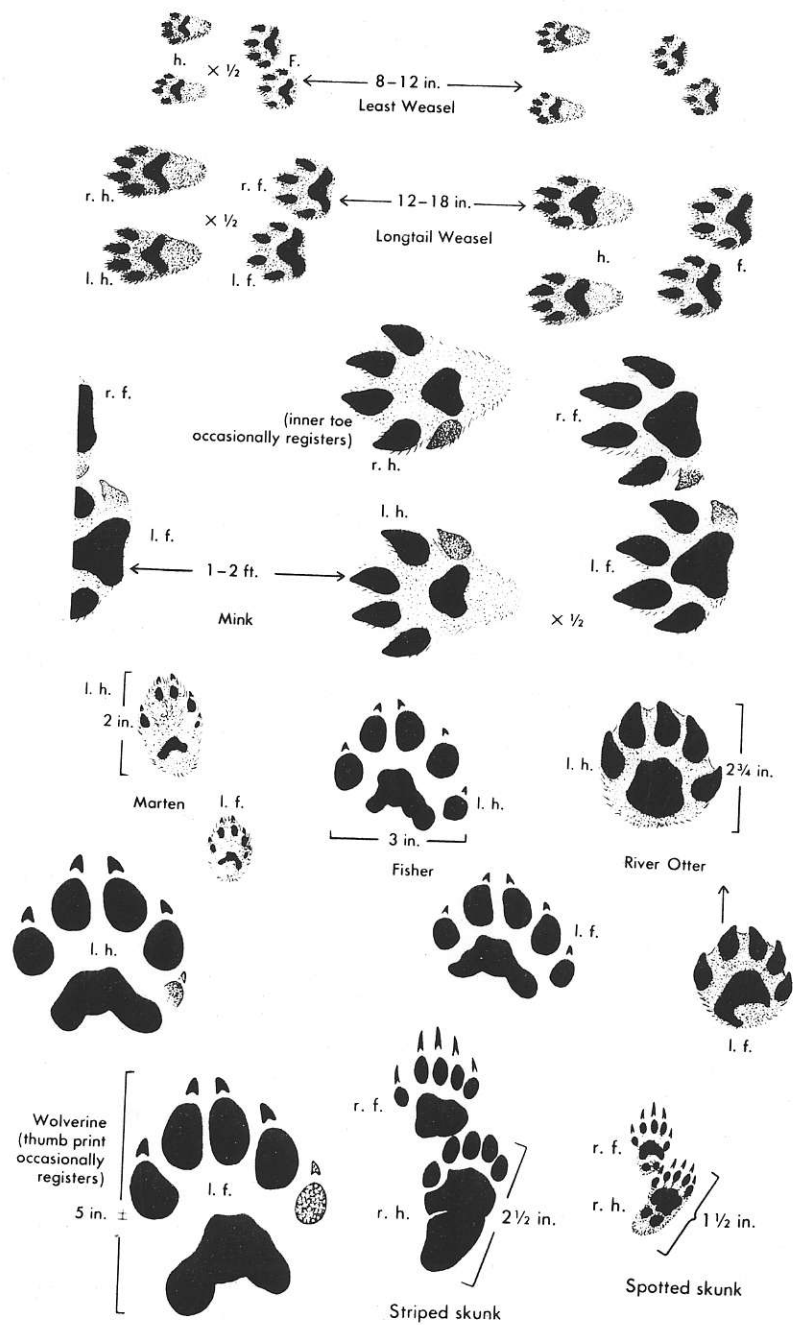 h.
× ½
F.
8–12 in.
Least Weasel
r. h.
× ½
r. f.
12–18 in.
Longtail Weasel
h.
f.
l. h.
l. f.
r. f.
(inner toe
occasionally registers)
r. h.
r. f.
l. h.
l. f.
l. f.
1–2 ft.
Mink
× ½
l. h.
2 in.
Marten
l. f.
l. h.
3 in.
Fisher
l. h.
2¾ in.
River Otter
l. h.
l. f.
l. f.
Wolverine
(thumb print
occasionally
registers)
5 in. ±
l. f.
r. f.
r. h.
2½ in.
Striped skunk
r. f.
r. h.
1½ in.
Spotted skunk